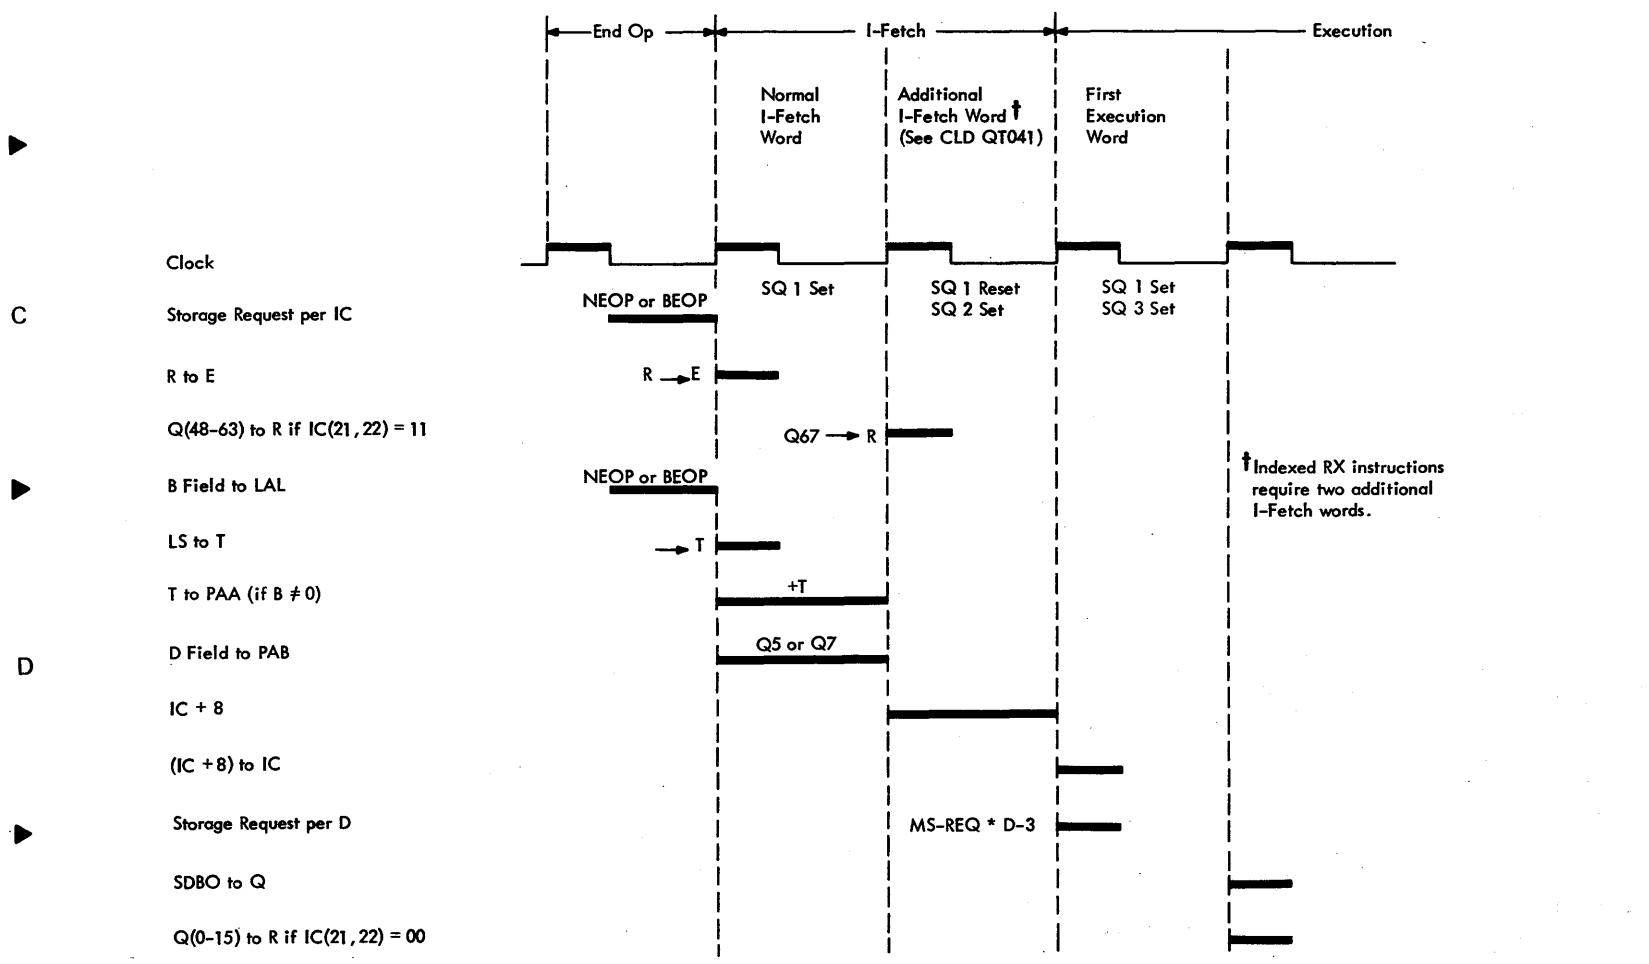 End Op
I-Fetch
Execution
Normal
I-Fetch
Word
Additional
I-Fetch Word †
(See CLD QT041)
First
Execution
Word
Clock
SQ 1 Set
SQ 1 Reset
SQ 2 Set
SQ 1 Set
SQ 3 Set
C
Storage Request per IC
NEOP or BEOP
R to E
R → E
Q(48-63) to R if IC(21,22) = 11
Q67 → R
B Field to LAL
NEOP or BEOP
† Indexed RX instructions
require two additional
I-Fetch words.
LS to T
→ T
T to PAA (if B ≠ 0)
+T
D
D Field to PAB
Q5 or Q7
IC + 8
(IC +8) to IC
Storage Request per D
MS-REQ * D-3
SDBO to Q
Q(0-15) to R if IC(21,22) = 00